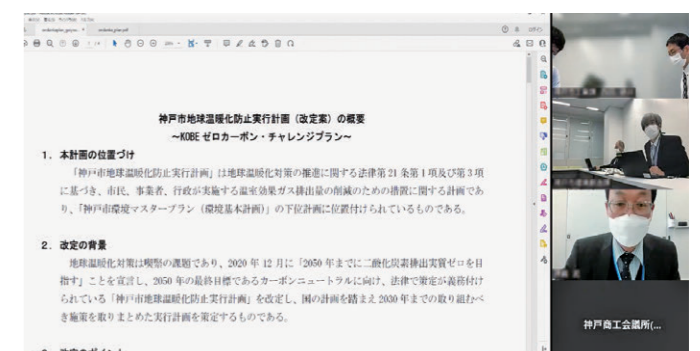 神戸市地球温暖化防止実行計画（改定案）の概要
～KOBE ゼロカーボン・チャレンジプラン～
1．本計画の位置づけ
「神戸市地球温暖化防止実行計画」は地球温暖化対策の推進に関する法律第21条第1項及び第3項
に基づき、市民、事業者、行政が実施する温室効果ガス排出量の削減のための措置に関する計画であ
り、「神戸市環境マスタープラン（環境基本計画）」の下位計画に位置付けられているものである。
2．改定の背景
地球温暖化対策は喫緊の課題であり、2020年12月に「2050年までに二酸化炭素排出実質ゼロを目
指す」ことを宣言し、2050年の最終目標であるカーボンニュートラルに向け、法律で策定が義務付け
られている「神戸市地球温暖化防止実行計画」を改定し、国の計画を踏まえ2030年までの取り組むべ
き施策を取りまとめた実行計画を策定するものである。
神戸商工会議所(...